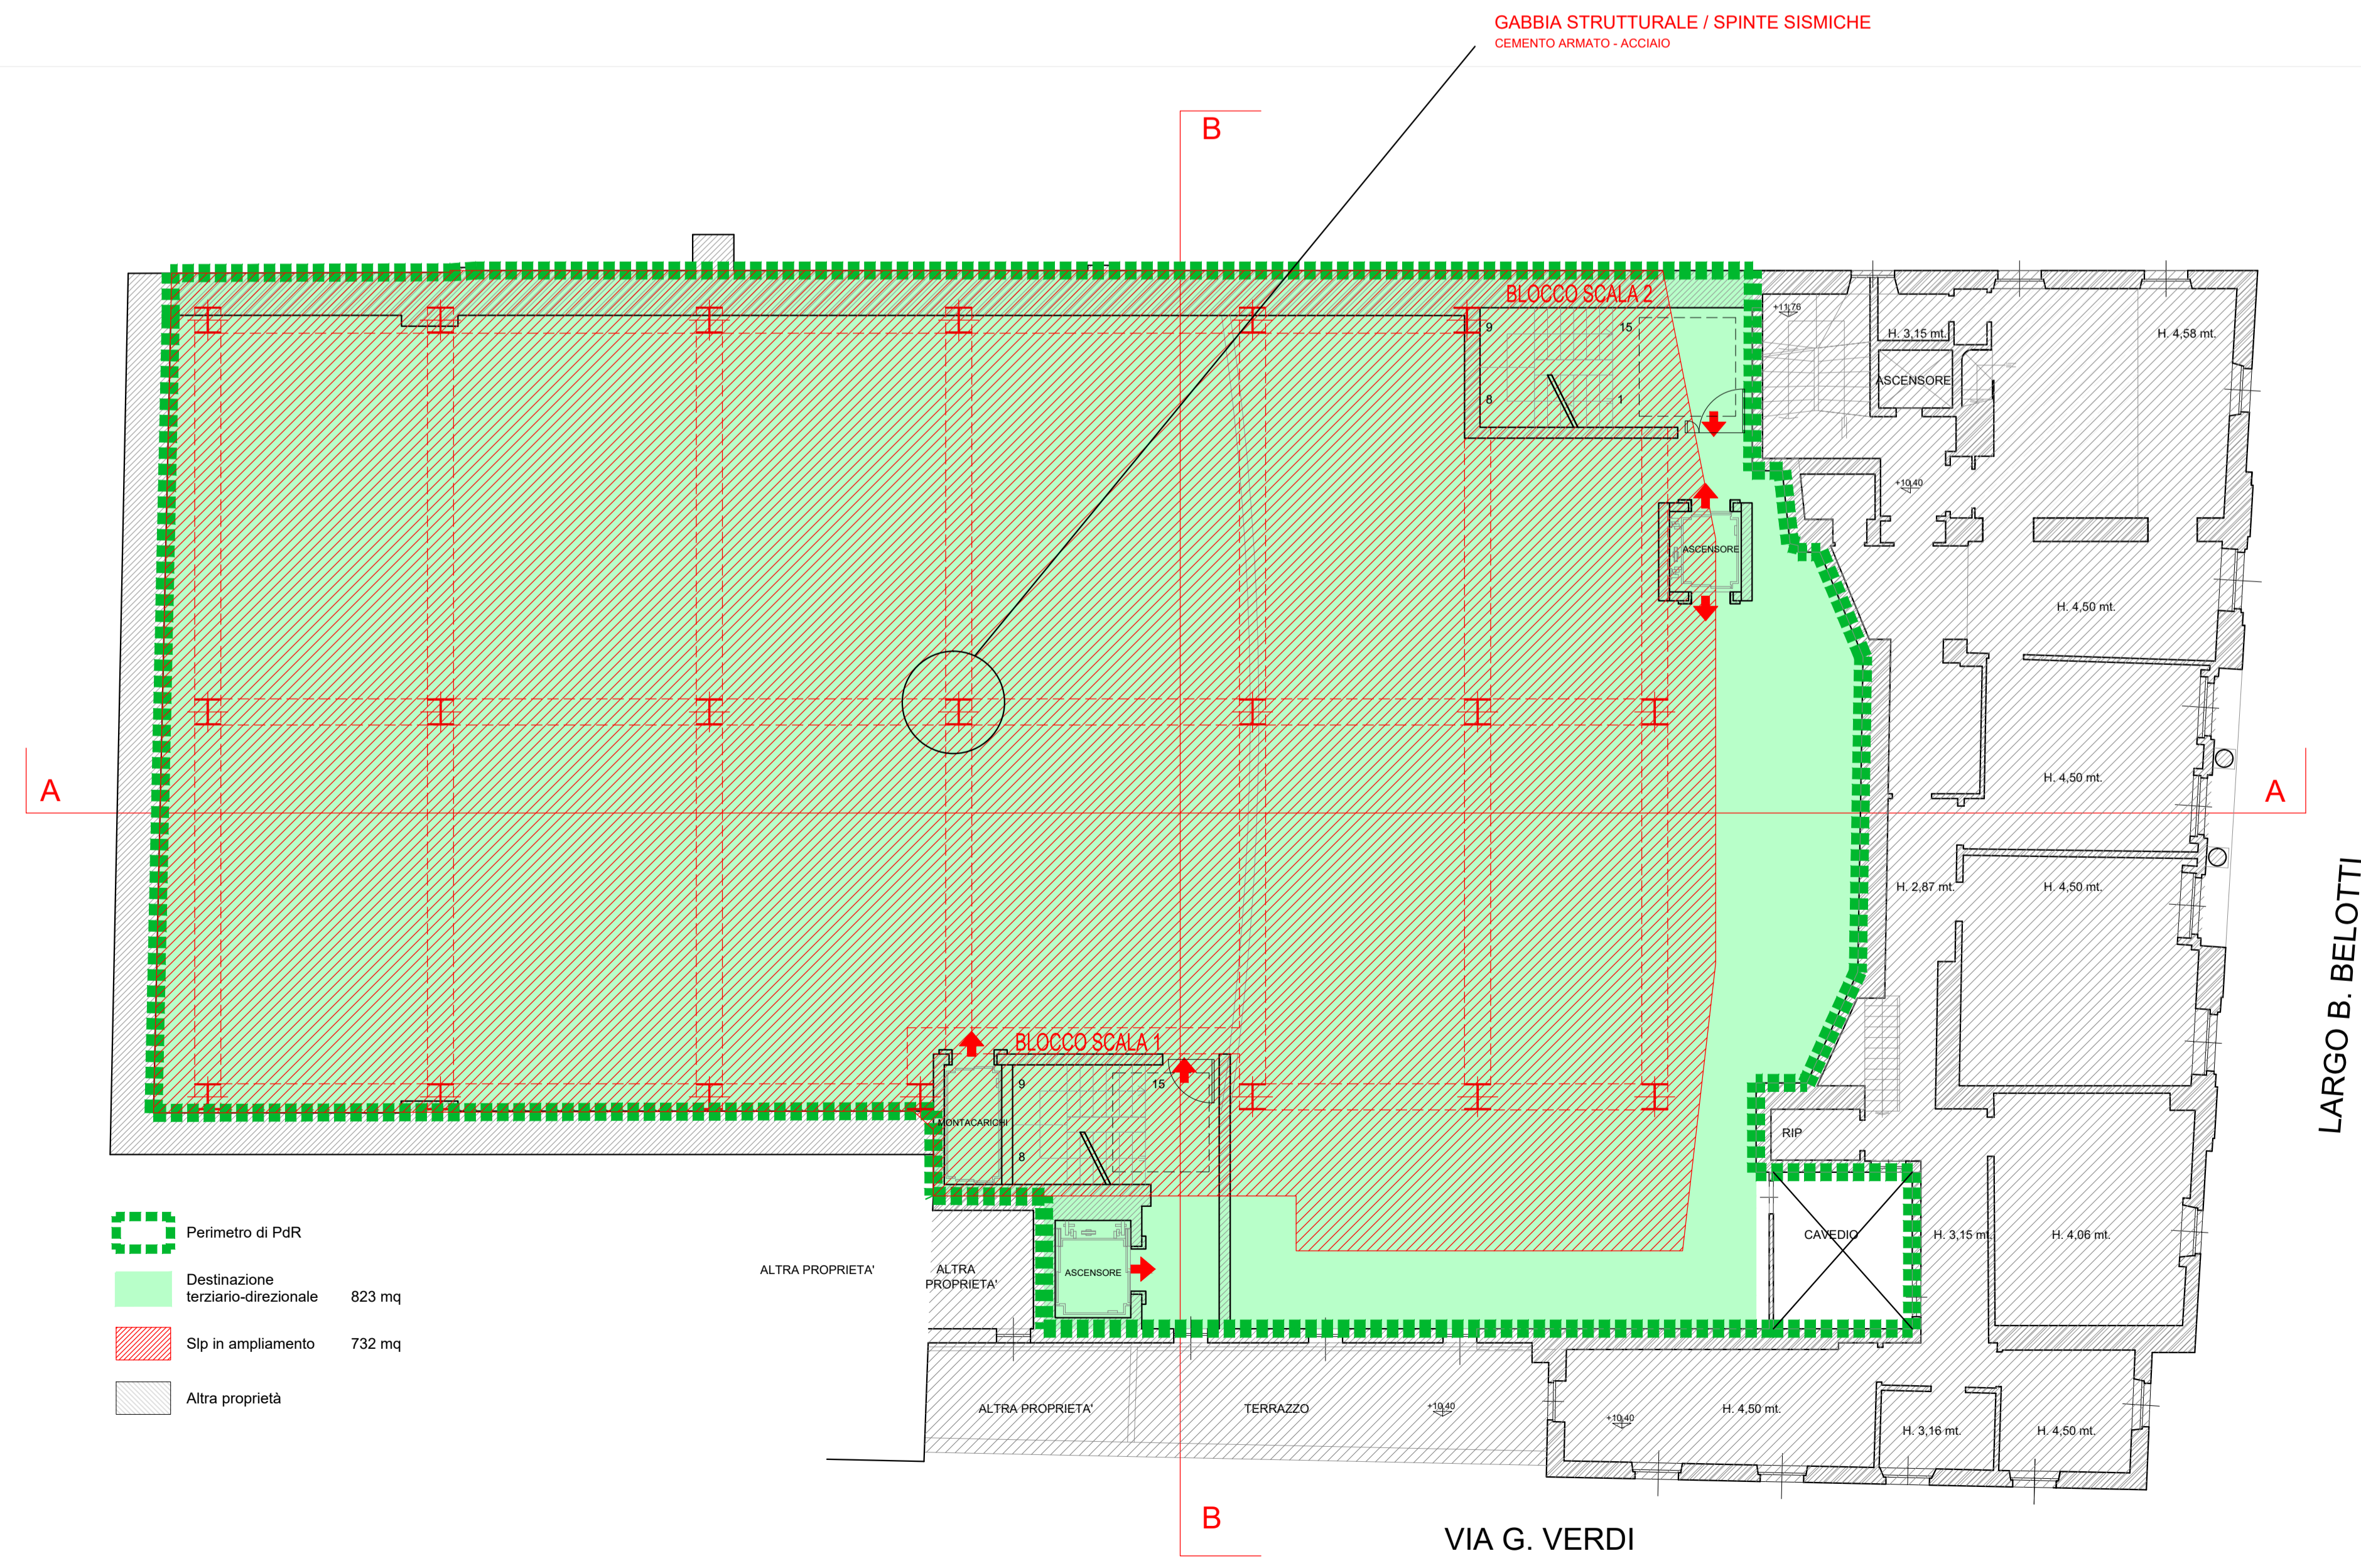 GABBIA STRUTTURALE / SPINTE SISMICHE
CEMENTO ARMATO - ACCIAIO
B
BLOCCO SCALA 2
9
15
8
1
+11,76
H. 3,15 mt.
H. 4,58 mt.
ASCENSORE
+10,40
ASCENSORE
H. 4,50 mt.
A
H. 4,50 mt.
A
H. 2,87 mt.
H. 4,50 mt.
LARGO B. BELOTTI
BLOCCO SCALA 1
9
15
MONTACARICHI
8
RIP
CAVEDIO
H. 3,15 mt.
H. 4,06 mt.
ASCENSORE
ALTRA PROPRIETA'
ALTRA
PROPRIETA'
Perimetro di PdR
Destinazione
terziario-direzionale 823 mq
Slp in ampliamento 732 mq
Altra proprietà
ALTRA PROPRIETA'
TERRAZZO
+10,40
+10,40
H. 4,50 mt.
H. 3,16 mt.
H. 4,50 mt.
B
VIA G. VERDI